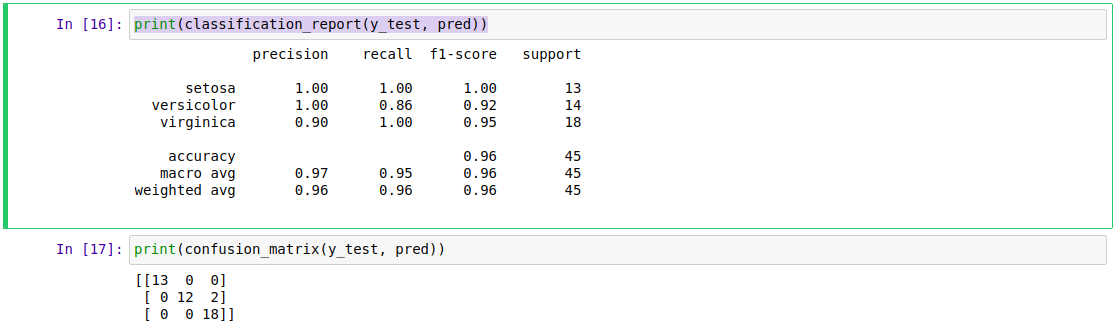 In [16]: print(classification_report(y_test, pred))
precision recall f1-score support
setosa 1.00 1.00 1.00 13
versicolor 1.00 0.86 0.92 14
virginica 0.90 1.00 0.95 18
accuracy 0.96 45
macro avg 0.97 0.95 0.96 45
weighted avg 0.96 0.96 0.96 45
In [17]: print(confusion_matrix(y_test, pred))
[[13 0 0]
[ 0 12 2]
[ 0 0 18]]